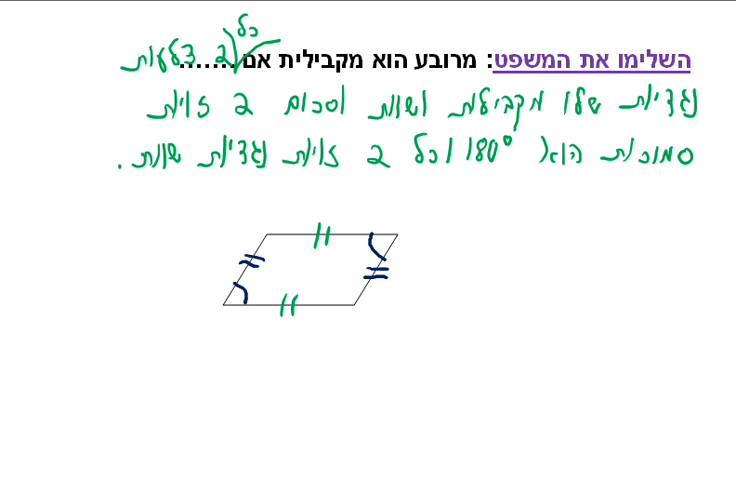 השלימו את המשפט: מרובע הוא מקבילית אם....... כל 2 צלעות
נגדיות שלו מקבילות ושוות וסכום 2 זוויות
סמוכות הוא 180° וכל 2 זוויות נגדיות שוות.